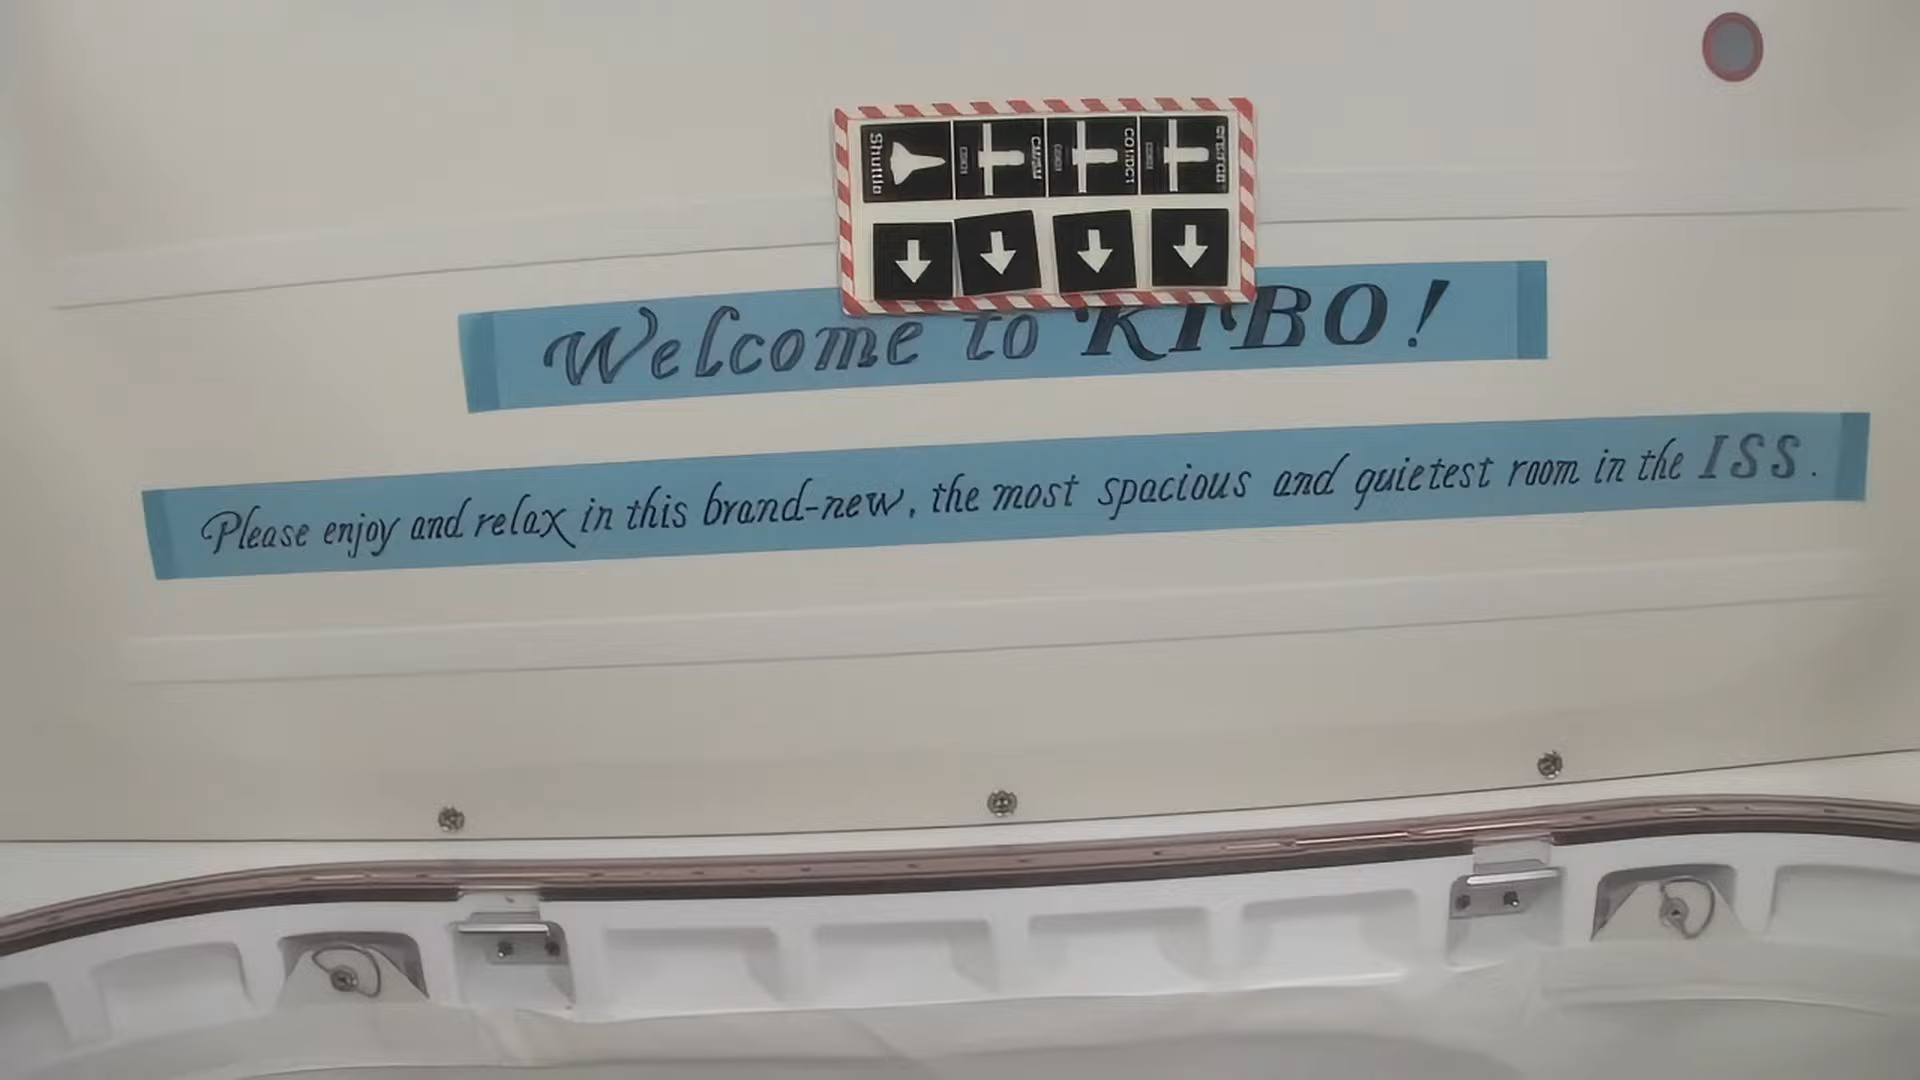 Shuttle
Welcome to KIBO!
Please enjoy and relax in this brand-new, the most spacious and quietest room in the ISS.